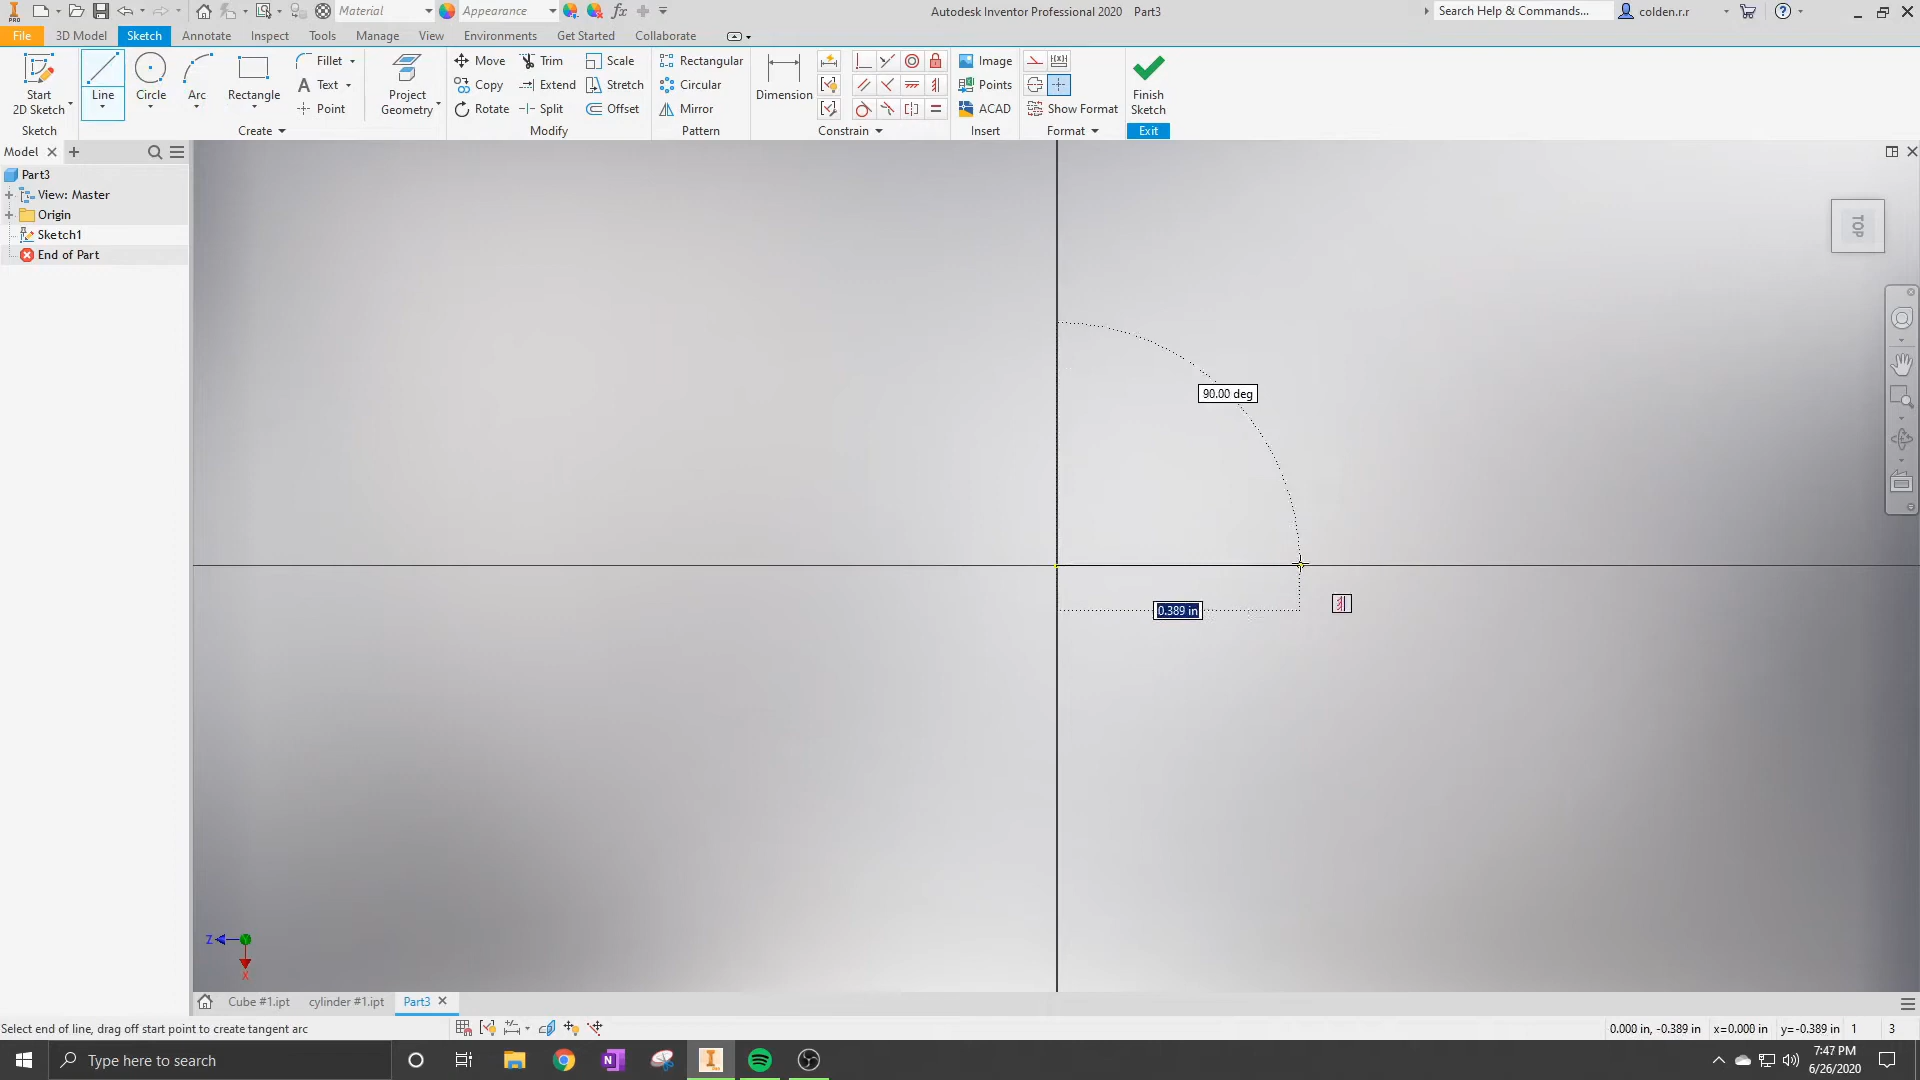 Material
Appearance
Autodesk Inventor Professional 2020 Part3
Search Help & Commands...
colden.r.r
File
3D Model
Sketch
Annotate
Inspect
Tools
Manage
View
Environments
Get Started
Collaborate
Start
2D Sketch
Line
Circle
Arc
Rectangle
Fillet
Text
Point
Project
Geometry
Move
Copy
Rotate
Trim
Extend
Split
Scale
Stretch
Offset
Rectangular
Circular
Mirror
Dimension
Image
Points
ACAD
Show Format
Finish
Sketch
Sketch
Create
Modify
Pattern
Constrain
Insert
Format
Exit
Model
Part3
View: Master
Origin
Sketch1
End of Part
TOP
90.00 deg
0.389 in
Z
X
Cube #1.ipt
cylinder #1.ipt
Part3
Select end of line, drag off start point to create tangent arc
0.000 in, -0.389 in
x=0.000 in
y=-0.389 in
1
3
Type here to search
7:47 PM
6/26/2020